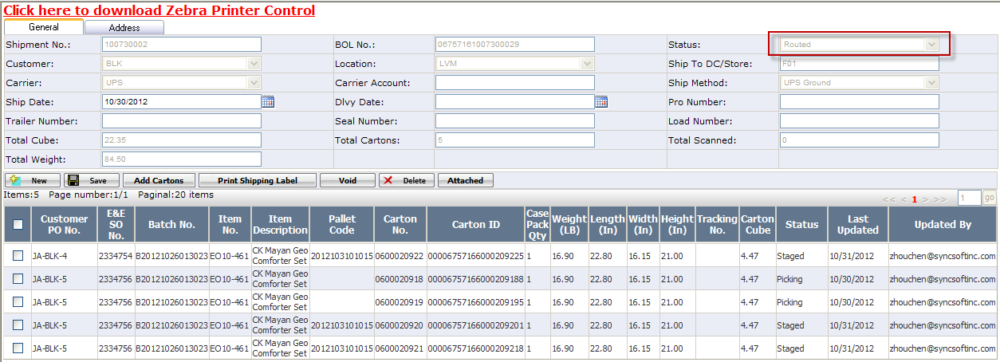 Click here to download Zebra Printer Control
General Address
Shipment No.: 100730002 BOL No.: 06757161007300029 Status: Routed
Customer: BLK Location: LVM Ship To DC/Store: F01
Carrier: UPS Carrier Account: Ship Method: UPS Ground
Ship Date: 10/30/2012 Dlvy Date: Pro Number:
Trailer Number: Seal Number: Load Number:
Total Cube: 22.35 Total Cartons: 5 Total Scanned: 0
Total Weight: 84.50
New Save Add Cartons Print Shipping Label Void Delete Attached
Items:5 Page number:1/1 Paginal:20 items << < 1 > >> 1 go
Customer PO No. E&E SO No. Batch No. Item No. Item Description Pallet Code Carton No. Carton ID Case Pack Qty Weight (LB) Length (In) Width (In) Height (In) Tracking No. Carton Cube Status Last Updated Updated By
JA-BLK-4 2334754 B20121026013023 EO10-461 CK Mayan Geo Comforter Set 2012103101015 0600020922 00006757166000209225 1 16.90 22.80 16.15 21.00 4.47 Staged 10/31/2012 zhouchen@syncsoftinc.com
JA-BLK-5 2334756 B20121026013023 EO10-461 CK Mayan Geo Comforter Set 0600020918 00006757166000209188 1 16.90 22.80 16.15 21.00 4.47 Picking 10/30/2012 zhouchen@syncsoftinc.com
JA-BLK-5 2334756 B20121026013023 EO10-461 CK Mayan Geo Comforter Set 0600020919 00006757166000209195 1 16.90 22.80 16.15 21.00 4.47 Picking 10/30/2012 zhouchen@syncsoftinc.com
JA-BLK-5 2334756 B20121026013023 EO10-461 CK Mayan Geo Comforter Set 2012103101015 0600020920 00006757166000209201 1 16.90 22.80 16.15 21.00 4.47 Staged 10/31/2012 zhouchen@syncsoftinc.com
JA-BLK-5 2334756 B20121026013023 EO10-461 CK Mayan Geo Comforter Set 2012103101015 0600020921 00006757166000209218 1 16.90 22.80 16.15 21.00 4.47 Staged 10/31/2012 zhouchen@syncsoftinc.com